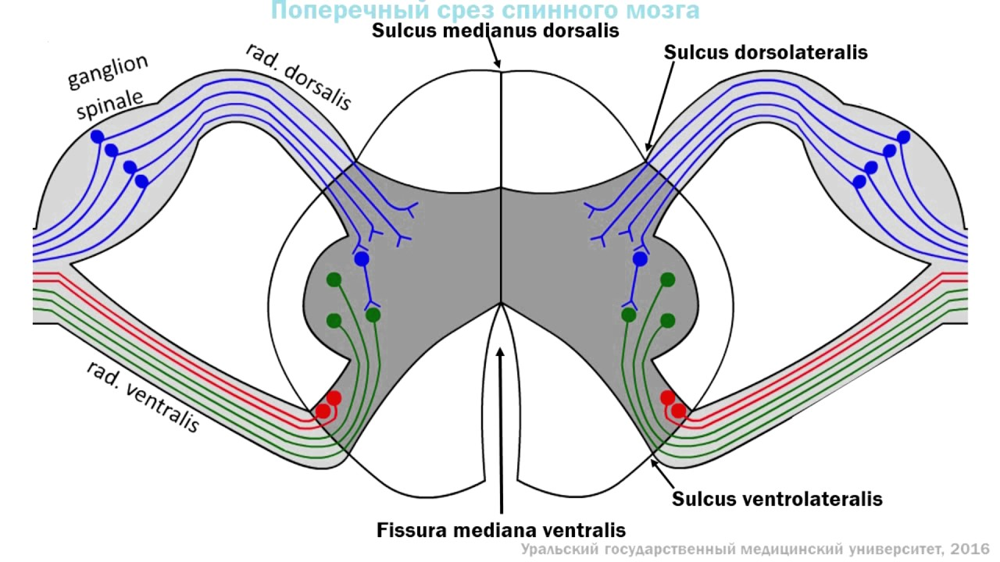 Поперечный срез спинного мозга
Sulcus medianus dorsalis
Sulcus dorsolateralis
ganglion
spinale
rad. dorsalis
rad. ventralis
Sulcus ventrolateralis
Fissura mediana ventralis
Уральский государственный медицинский университет, 2016